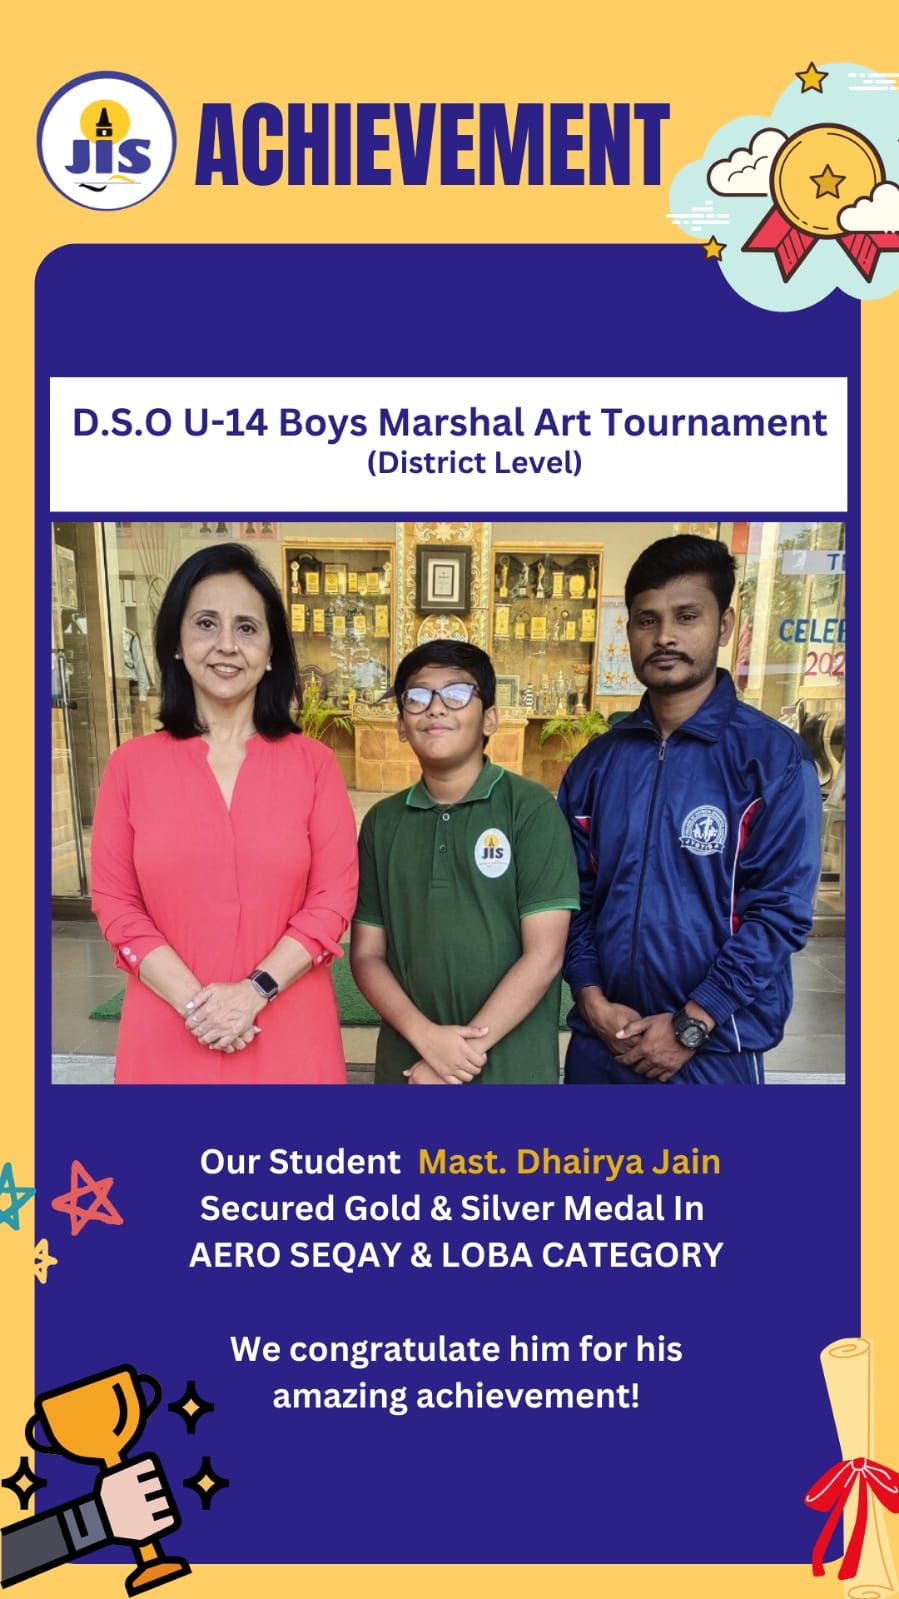 JIS
ACHIEVEMENT
D.S.O U-14 Boys Marshal Art Tournament
(District Level)
CELE
202
JIS
Our Student Mast. Dhairya Jain
Secured Gold & Silver Medal In
AERO SEQAY & LOBA CATEGORY
We congratulate him for his
amazing achievement!